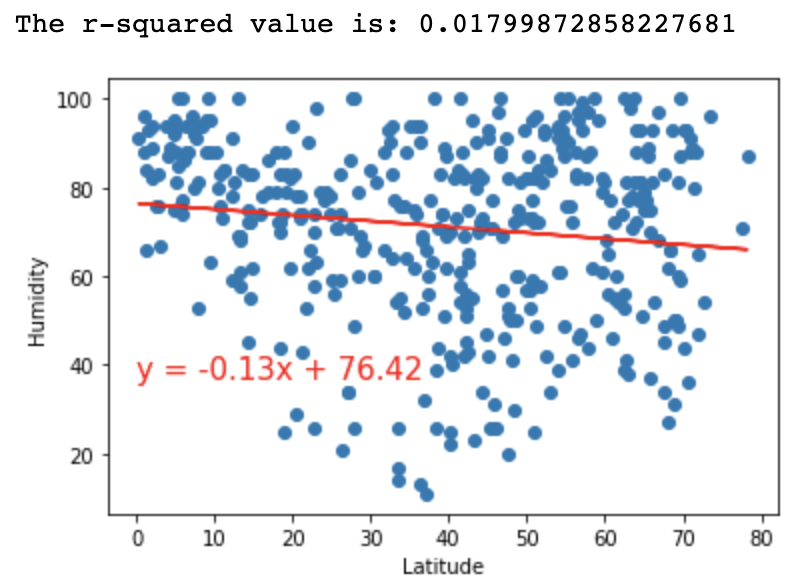 The r-squared value is: 0.01799872858227681
100
80
60
40
20
Humidity
y = -0.13x + 76.42
0 10 20 30 40 50 60 70 80
Latitude